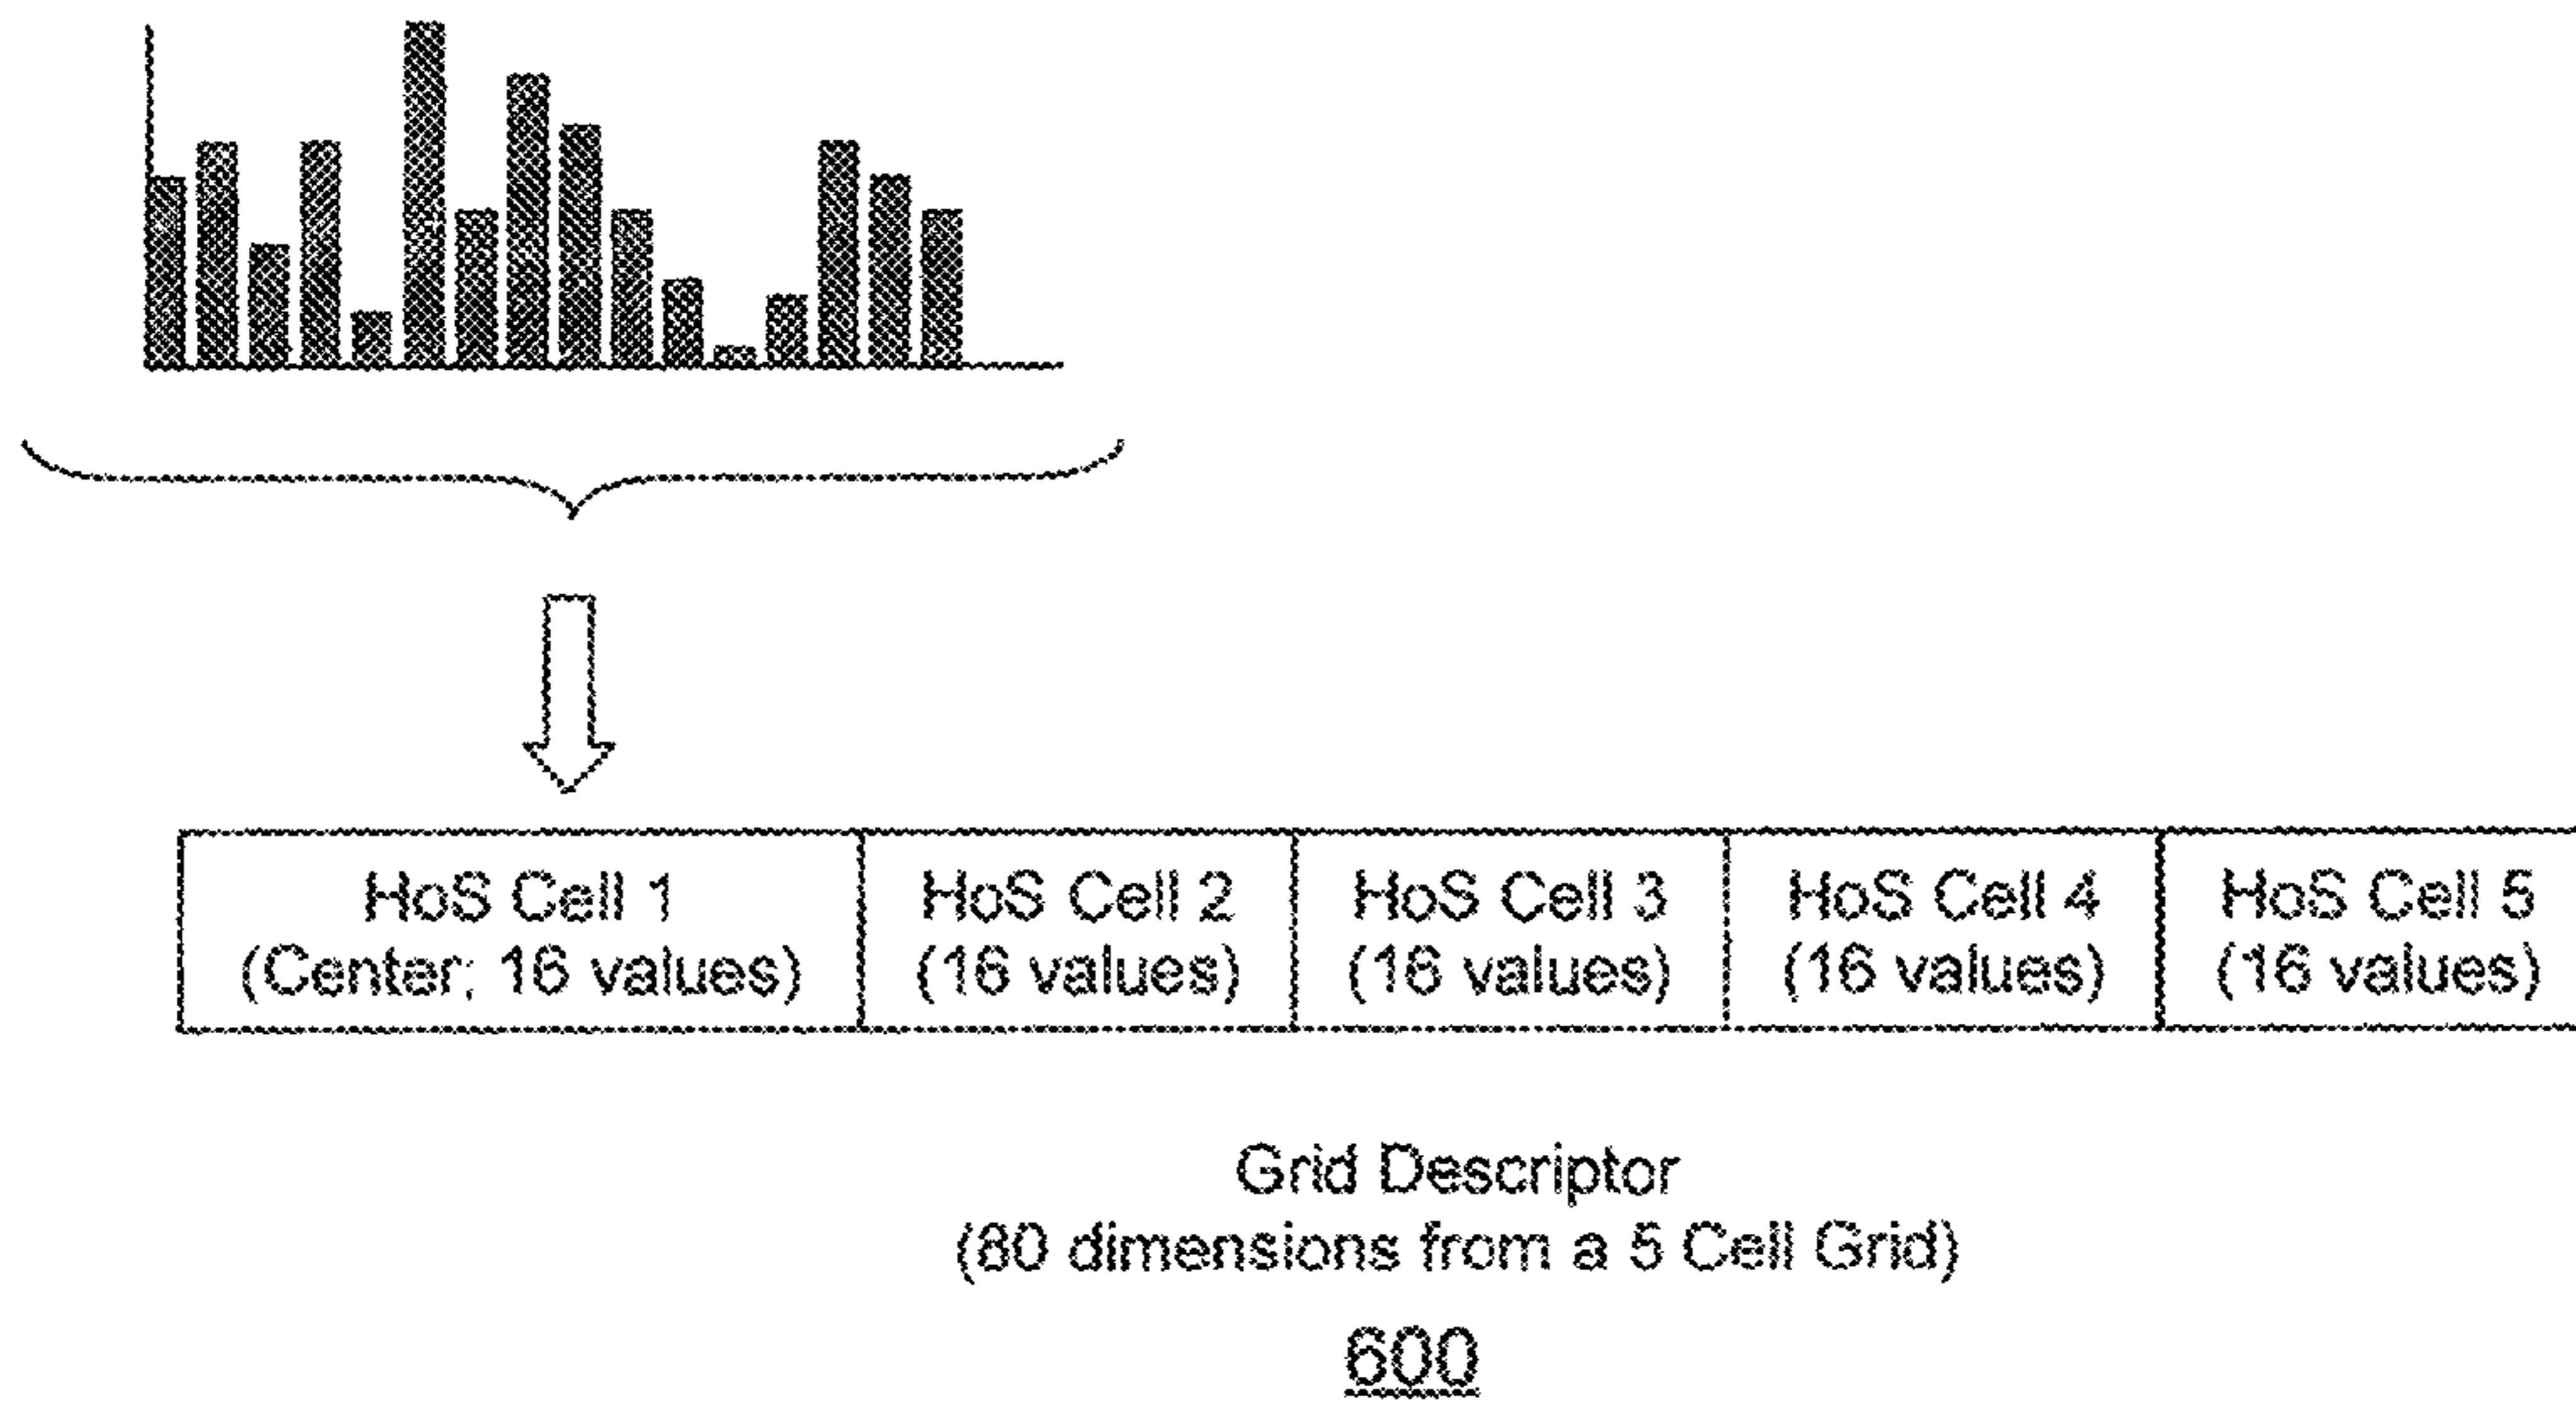 HoS Cell 1
(Center; 16 values)
HoS Cell 2
(16 values)
HoS Cell 3
(16 values)
HoS Cell 4
(16 values)
HoS Cell 5
(16 values)
Grid Descriptor
(80 dimensions from a 5 Cell Grid)
600